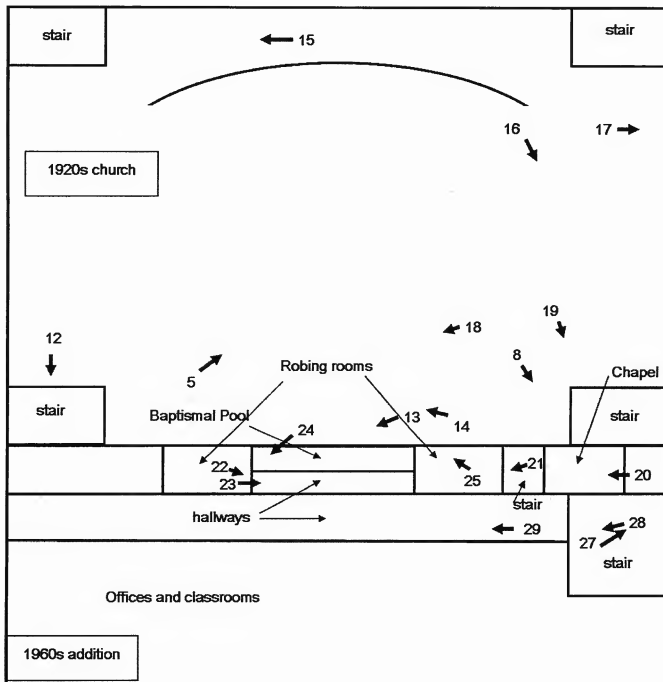 stair
15
stair
16
17
1920s church
12
18
19
5
Robing rooms
8
Chapel
stair
Baptismal Pool
24
13
14
stair
22
23
25
21
20
stair
hallways
29
28
27
stair
Offices and classrooms
1960s addition